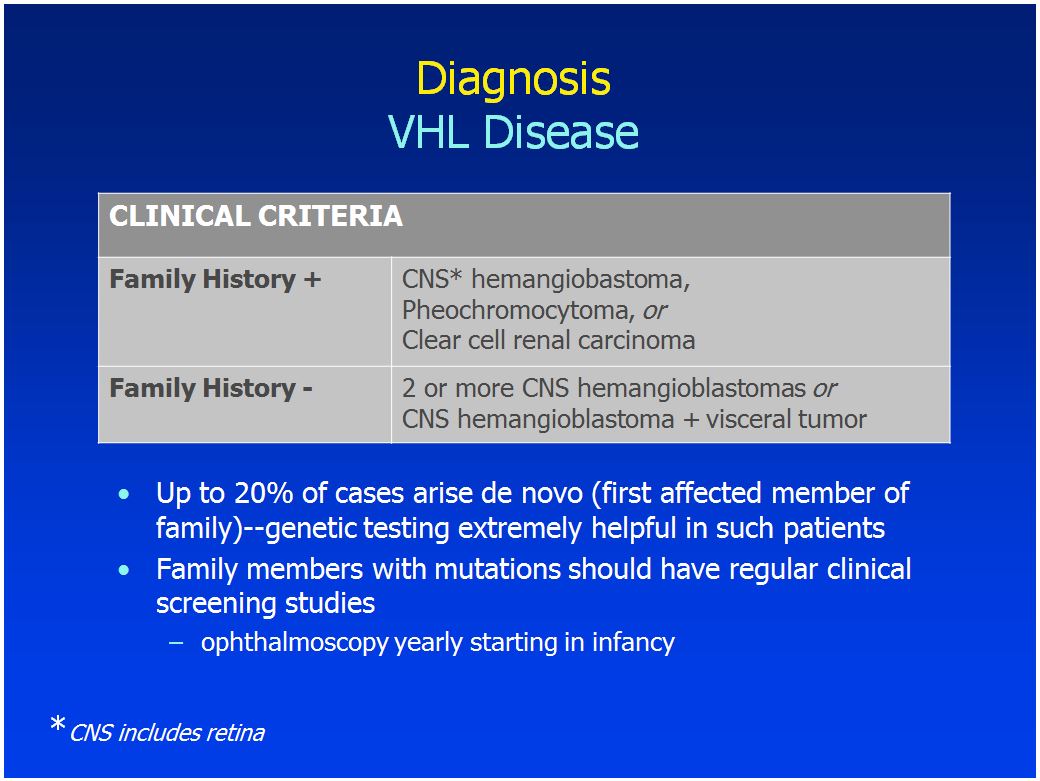 Diagnosis
VHL Disease
CLINICAL CRITERIA
Family History +
CNS* hemangiobastoma,
Pheochromocytoma, or
Clear cell renal carcinoma
Family History -
2 or more CNS hemangioblastomas or
CNS hemangioblastoma + visceral tumor
• Up to 20% of cases arise de novo (first affected member of
family)--genetic testing extremely helpful in such patients
• Family members with mutations should have regular clinical
screening studies
– ophthalmoscopy yearly starting in infancy
* CNS includes retina